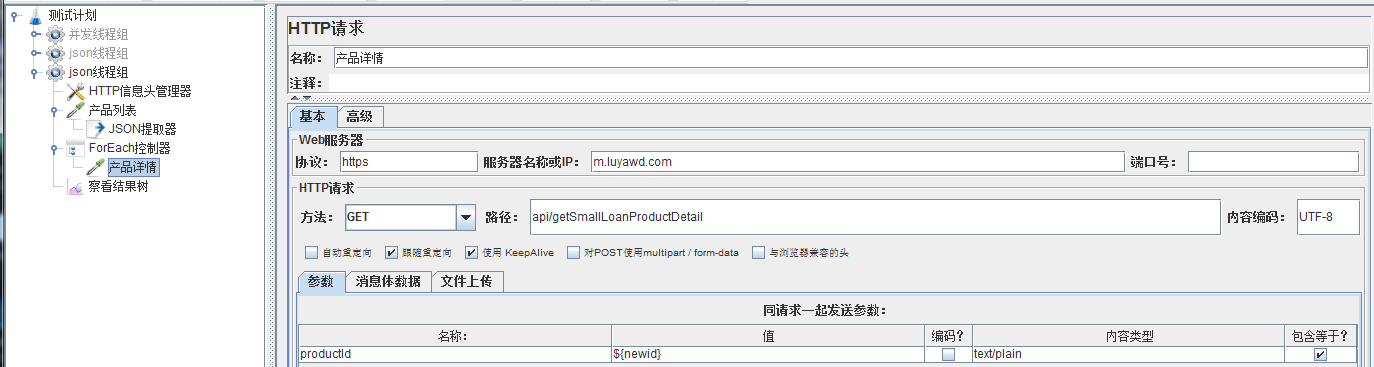 测试计划
并发线程组
json线程组
json线程组
HTTP信息头管理器
产品列表
JSON提取器
ForEach控制器
产品详情
察看结果树
HTTP请求
名称: 产品详情
注释:
基本 高级
Web服务器
协议: https 服务器名称或IP: m.luyawd.com 端口号:
HTTP请求
方法: GET 路径: api/getSmallLoanProductDetail 内容编码: UTF-8
自动重定向 跟随重定向 使用 KeepAlive 对POST使用multipart / form-data 与浏览器兼容的头
参数 消息体数据 文件上传
同请求一起发送参数:
名称: 值 编码? 内容类型 包含等于?
productId ${newid} text/plain